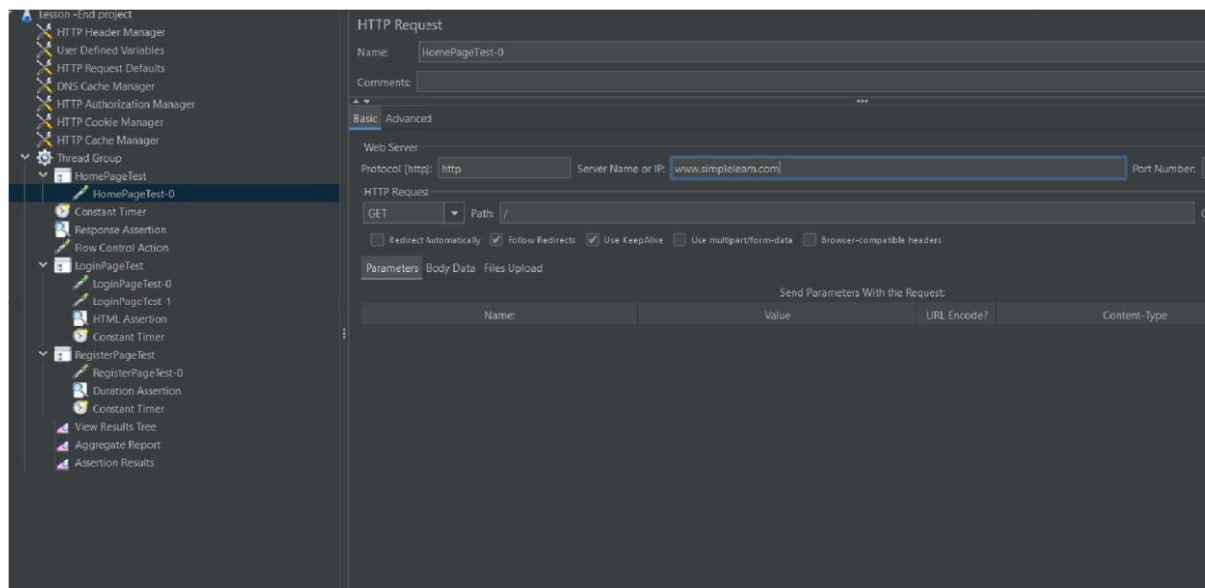 Lesson -End project
HTTP Header Manager
User Defined Variables
HTTP Request Defaults
DNS Cache Manager
HTTP Authorization Manager
HTTP Cookie Manager
HTTP Cache Manager
Thread Group
HomePageTest
HomePageTest-0
Constant Timer
Response Assertion
Flow Control Action
LoginPageTest
LoginPageTest-0
LoginPageTest-1
HTML Assertion
Constant Timer
RegisterPageTest
RegisterPageTest-0
Duration Assertion
Constant Timer
View Results Tree
Aggregate Report
Assertion Results
HTTP Request
Name: HomePageTest-0
Comments:
Basic Advanced
Web Server
Protocol [http]: http Server Name or IP: www.simplelearn.com Port Number:
HTTP Request
GET Path: /
Redirect Automatically Follow Redirects Use KeepAlive Use multipart/form-data Browser-compatible headers
Parameters Body Data Files Upload
Send Parameters With the Request:
Name: Value URL Encode? Content-Type